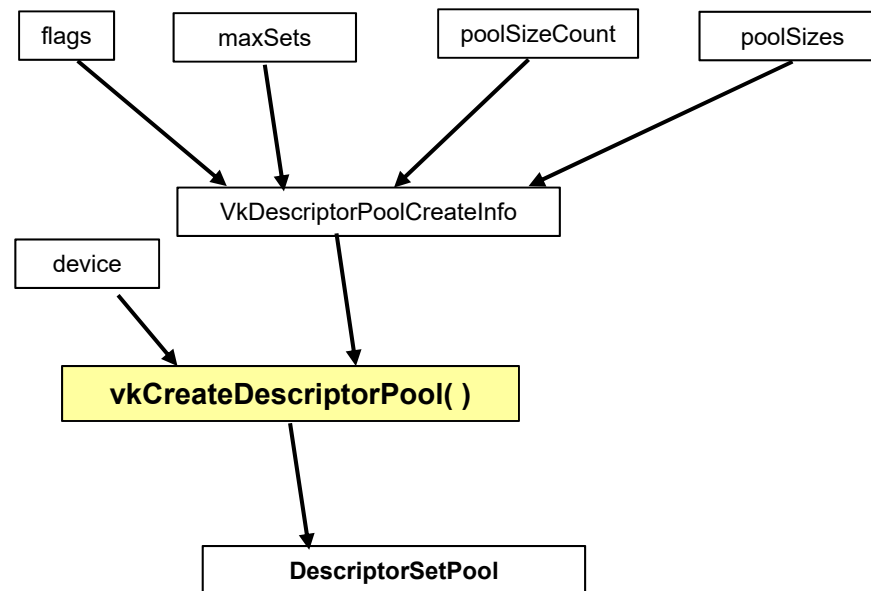 flags
maxSets
poolSizeCount
poolSizes
VkDescriptorPoolCreateInfo
device
vkCreateDescriptorPool( )
DescriptorSetPool